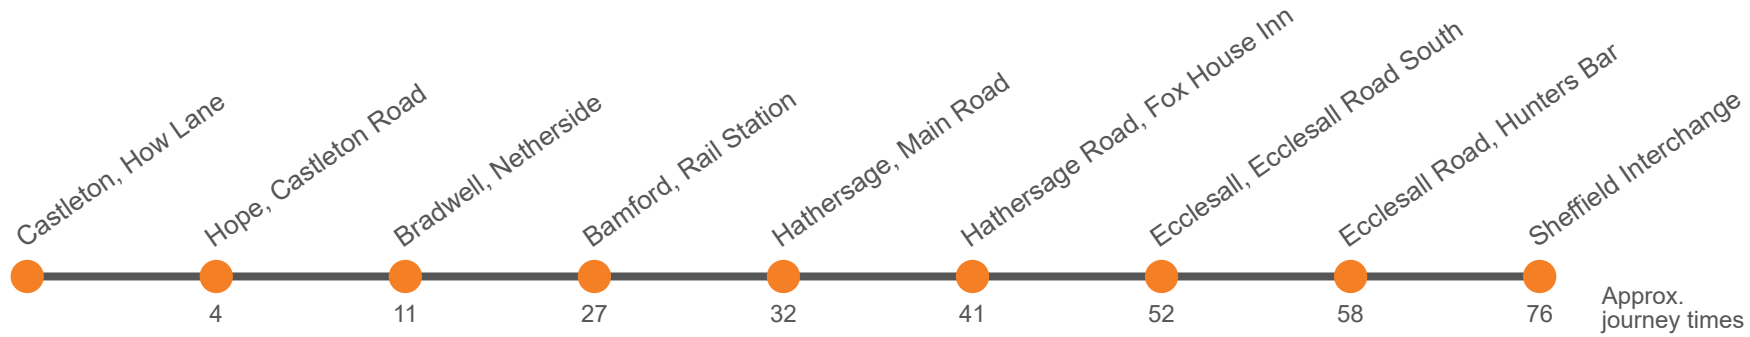 Castleton, How Lane
Hope, Castleton Road
Bradwell, Netherside
Bamford, Rail Station
Hathersage, Main Road
Hathersage Road, Fox House Inn
Ecclesall, Ecclesall Road South
Ecclesall Road, Hunters Bar
Sheffield Interchange
4
11
27
32
41
52
58
76
Approx.
journey times